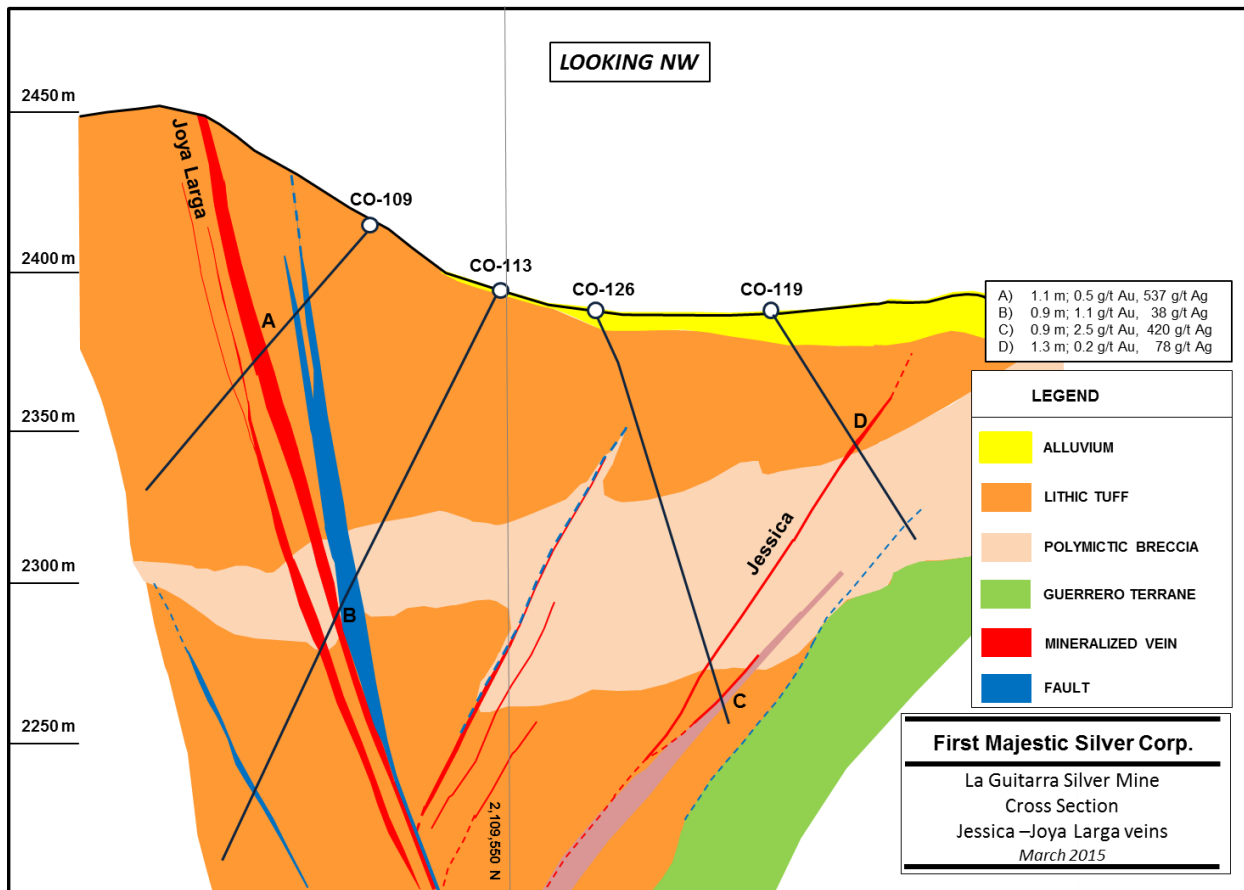 LOOKING NW
2450 m
2400 m
2350 m
2300 m
2250 m
Joya Larga
CO-109
CO-113
CO-126
CO-119
A
B
C
D
Jessica
2,109,550 N
A) 1.1 m; 0.5 g/t Au, 537 g/t Ag
B) 0.9 m; 1.1 g/t Au, 38 g/t Ag
C) 0.9 m; 2.5 g/t Au, 420 g/t Ag
D) 1.3 m; 0.2 g/t Au, 78 g/t Ag
LEGEND
ALLUVIUM
LITHIC TUFF
POLYMICTIC BRECCIA
GUERRERO TERRANE
MINERALIZED VEIN
FAULT
First Majestic Silver Corp.
La Guitarra Silver Mine
Cross Section
Jessica –Joya Larga veins
March 2015